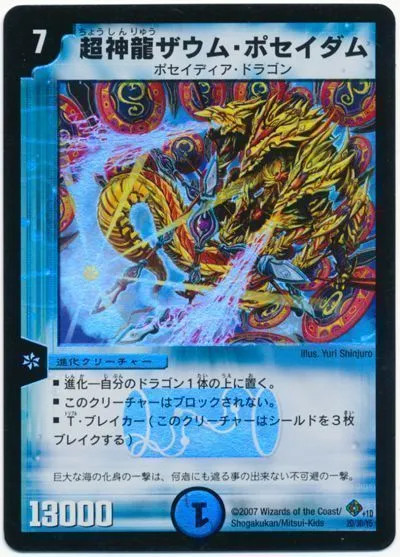 7
ちょうしんりゅう
超神龍ザウム・ポセイダム
ポセイディア・ドラゴン
Illus. Yuri Shinjuro
進化クリーチャー
■ 進化—自分のドラゴン1体の上に置く。
■ このクリーチャーはブロックされない。
■ T・ブレイカー(このクリーチャーはシールドを3枚
ブレイクする)
巨大な海の化身の一撃は、何者にも遮る事の出来ない不可避の一撃。
13000
1
©2007 Wizards of the Coast/
Shogakukan/Mitsui-Kids